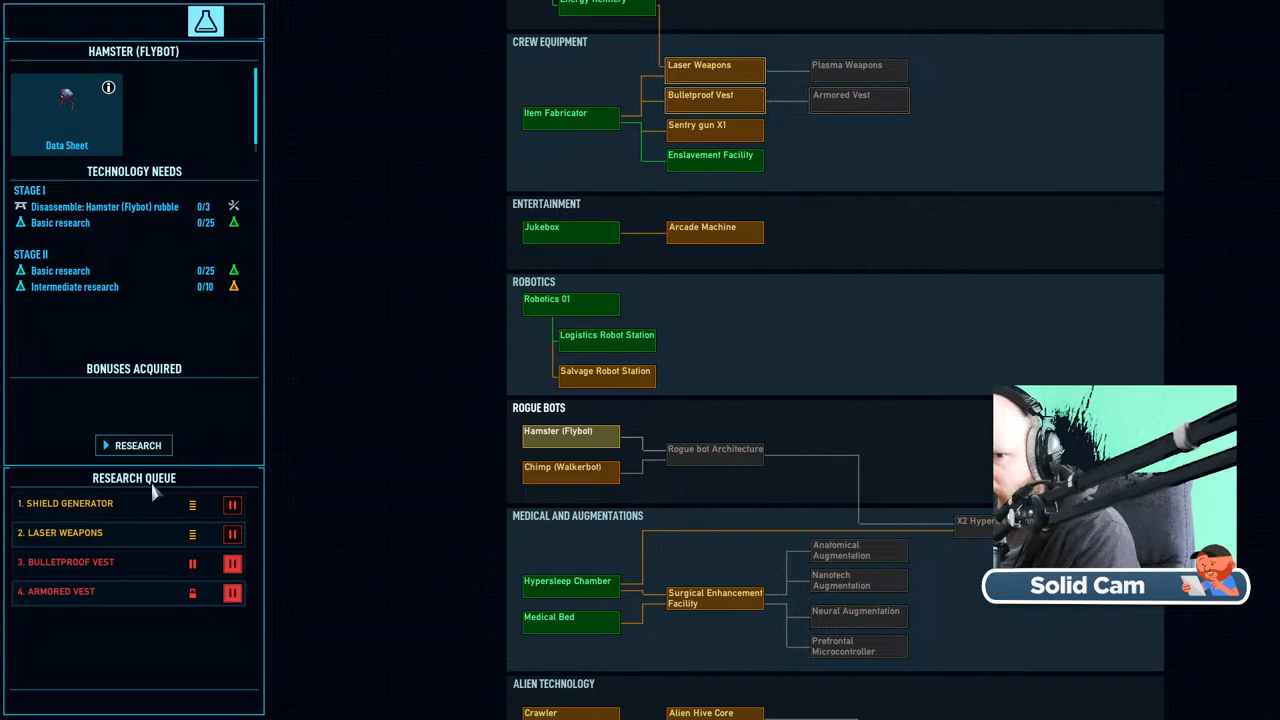 HAMSTER (FLYBOT)
Data Sheet
TECHNOLOGY NEEDS
STAGE I
Disassemble: Hamster (Flybot) rubble 0/3
Basic research 0/25
STAGE II
Basic research 0/25
Intermediate research 0/10
BONUSES ACQUIRED
RESEARCH
RESEARCH QUEUE
1. SHIELD GENERATOR
2. LASER WEAPONS
3. BULLETPROOF VEST
4. ARMORED VEST
Energy Refinery
CREW EQUIPMENT
Laser Weapons
Plasma Weapons
Bulletproof Vest
Armored Vest
Item Fabricator
Sentry gun X1
Enslavement Facility
ENTERTAINMENT
Jukebox
Arcade Machine
ROBOTICS
Robotics 01
Logistics Robot Station
Salvage Robot Station
ROGUE BOTS
Hamster (Flybot)
Rogue bot Architecture
Chimp (Walkerbot)
MEDICAL AND AUGMENTATIONS
X2
Anatomical
Augmentation
Hypersleep Chamber
Nanotech
Augmentation
Surgical Enhancement
Facility
Medical Bed
Neural Augmentation
Prefrontal
Microcontroller
ALIEN TECHNOLOGY
Crawler
Alien Hive Core
Solid Cam